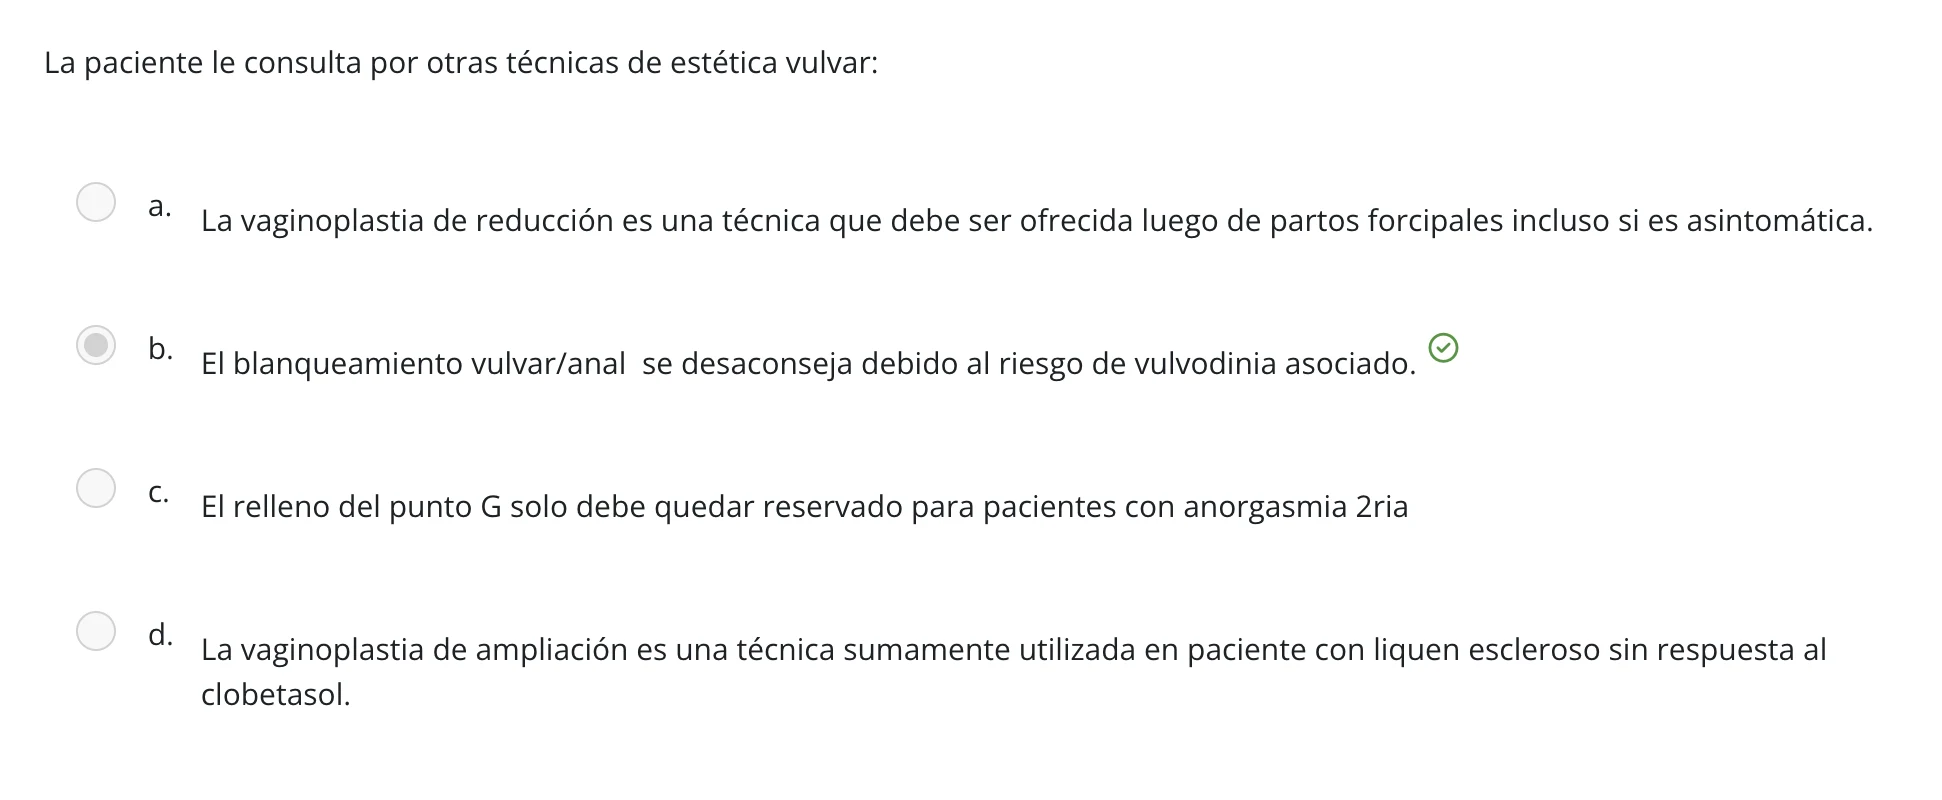 La paciente le consulta por otras técnicas de estética vulvar:
a. La vaginoplastia de reducción es una técnica que debe ser ofrecida luego de partos forcipales incluso si es asintomática.
b. El blanqueamiento vulvar/anal  se desaconseja debido al riesgo de vulvodinia asociado.
c. El relleno del punto G solo debe quedar reservado para pacientes con anorgasmia 2ria
d. La vaginoplastia de ampliación es una técnica sumamente utilizada en paciente con liquen escleroso sin respuesta al
clobetasol.